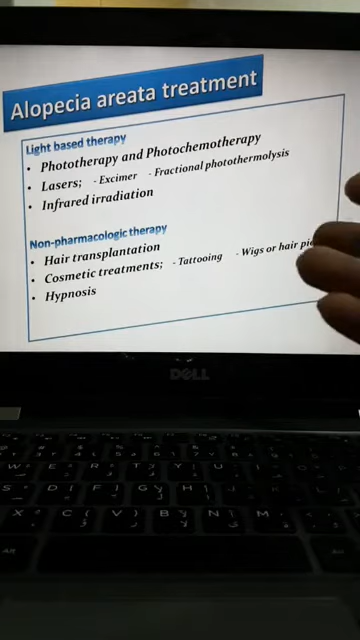 Alopecia areata treatment
Light based therapy
• Phototherapy and Photochemotherapy
• Lasers; - Excimer - Fractional photothermolysis
• Infrared irradiation
Non-pharmacologic therapy
• Hair transplantation
• Cosmetic treatments; - Tattooing - Wigs or hair
• Hypnosis
DELL
W E R T Y U
S D F G H J
X C V B N M
Alt